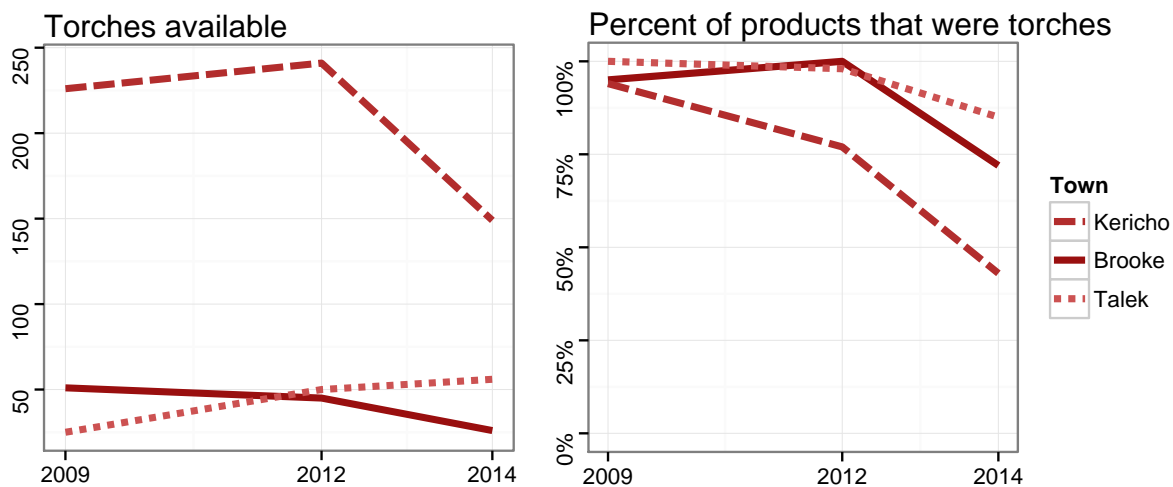 Torches available
250
200
150
100
50
2009
2012
2014
Percent of products that were torches
100%
75%
50%
25%
0%
2009
2012
2014
Town
Kericho
Brooke
Talek